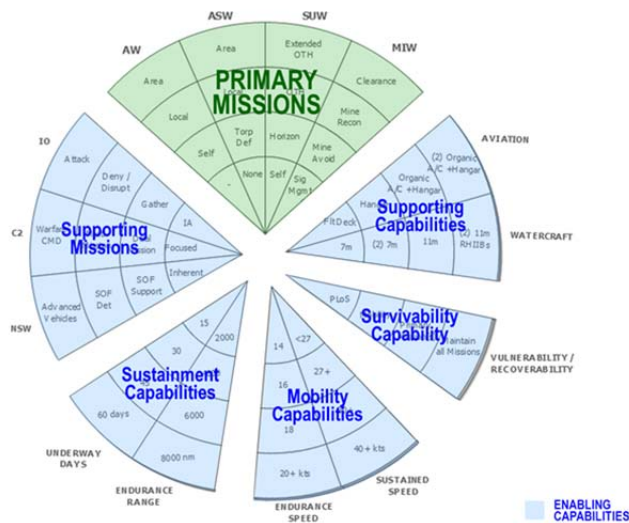 ASW
SUW
AW
MIW
Area
Area
Extended
OTH
Clearance
PRIMARY
MISSIONS
Local
Mine
Recon
Self
Torp
Def
Horizon
Mine
Avoid
None
Self
Sig
Mgmt
IO
Attack
Deny /
Disrupt
Gather
IA
C2
CMD
Supporting
Missions
Focused
Inherent
NSW
Advanced
Vehicles
SOF
Det
SOF
Support
AVIATION
(2) Organic
A/C +Hangar
Organic
A/C +Hangar
FltDeck
Supporting
Capabilities
WATERCRAFT
7m
(2) 7m
11m
(2) 11m
RHIIBs
PLoS
Survivability
Capability
Maintain
all Missions
VULNERABILITY /
RECOVERABILITY
15
2000
30
Sustainment
Capabilities
60 days
6000
8000 nm
UNDERWAY
DAYS
ENDURANCE
RANGE
14
<27
16
27+
Mobility
Capabilities
18
20+ kts
40+ kts
ENDURANCE
SPEED
SUSTAINED
SPEED
ENABLING
CAPABILITIES